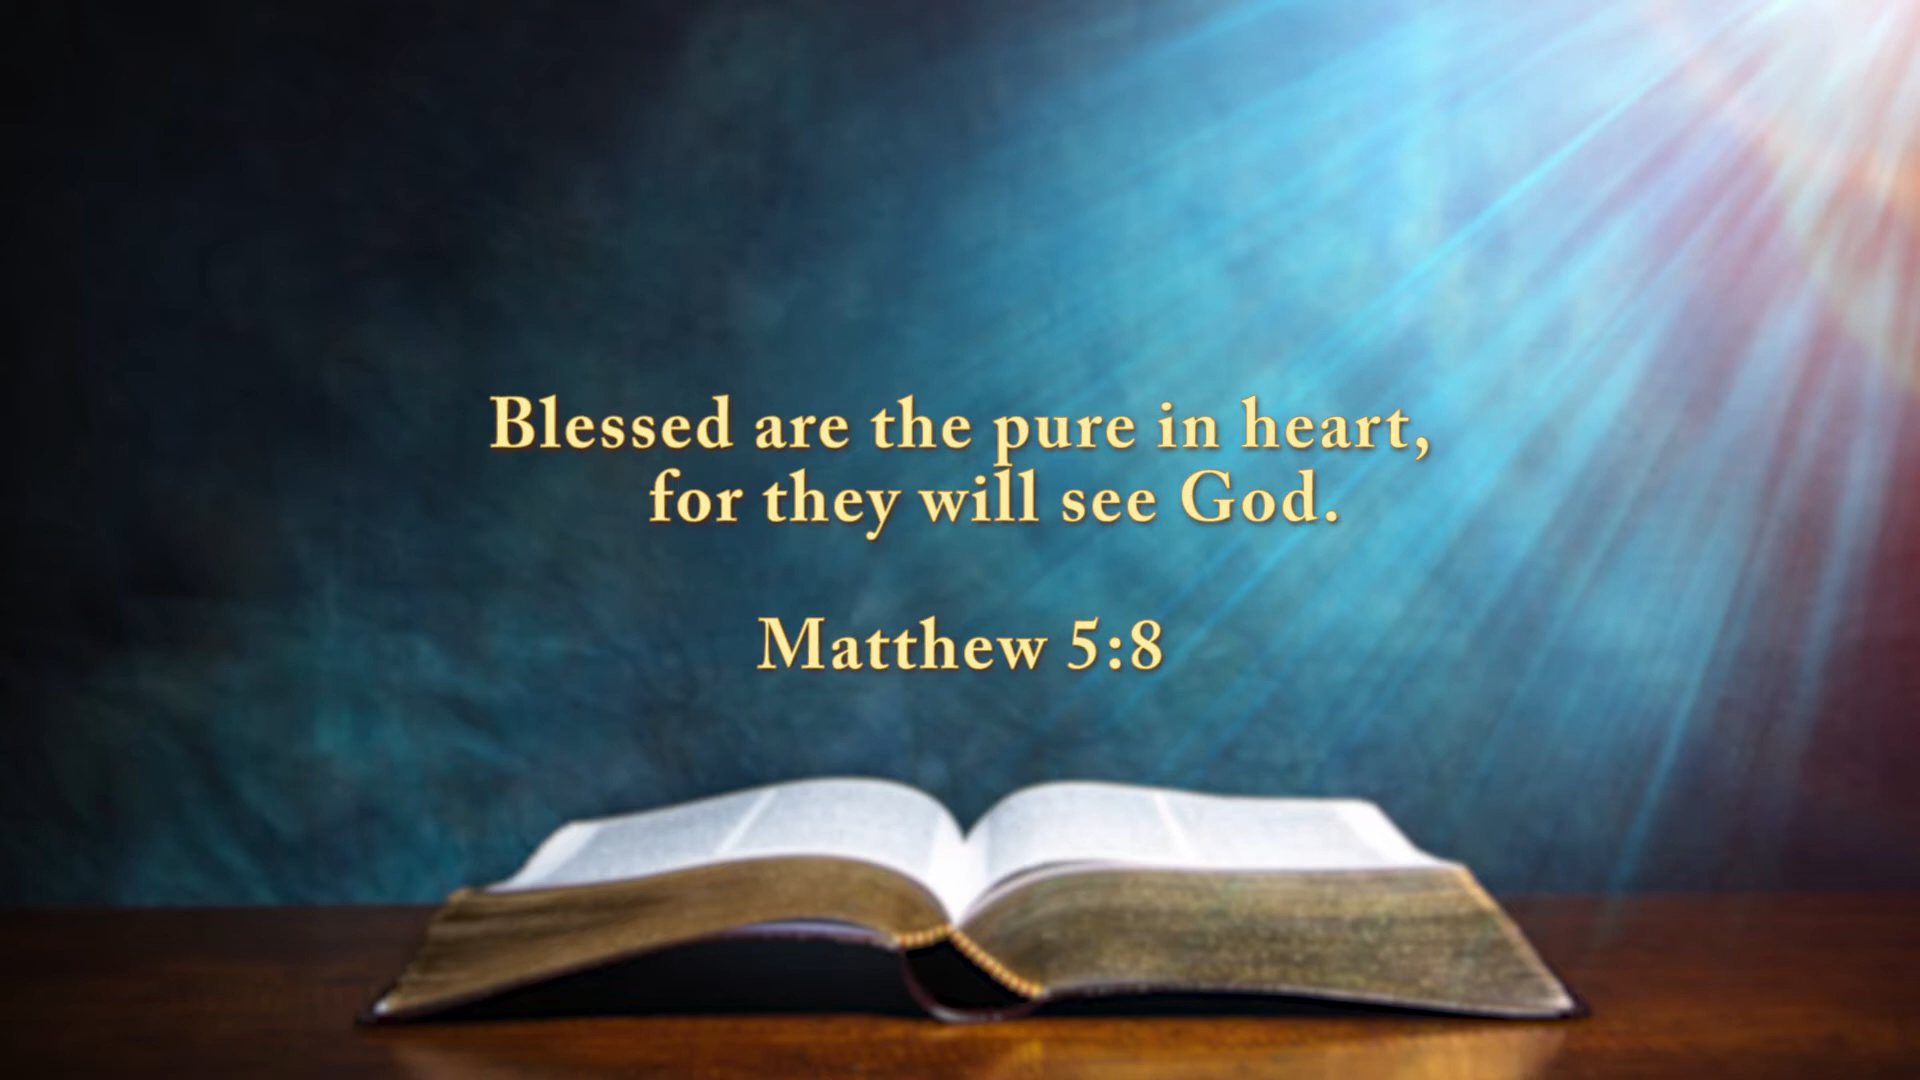 Blessed are the pure in heart,
for they will see God.
Matthew 5:8